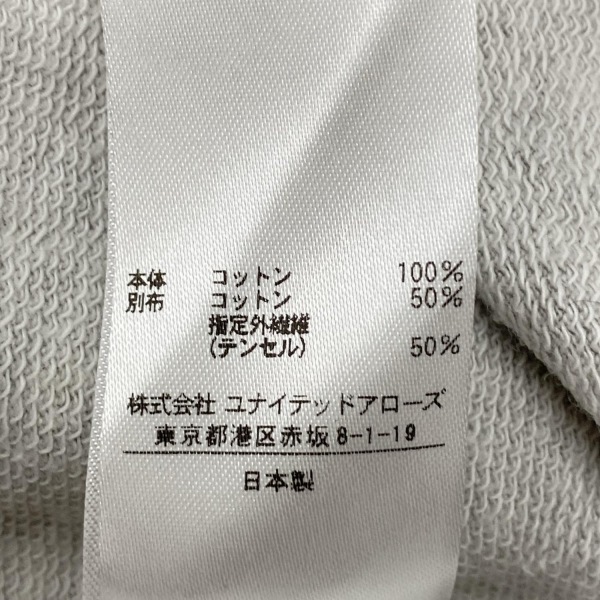 本体 コットン 100%
別布 コットン 50%
指定外繊維
(テンセル) 50%
株式会社 ユナイテッドアローズ
東京都港区赤坂8-1-19
日本製